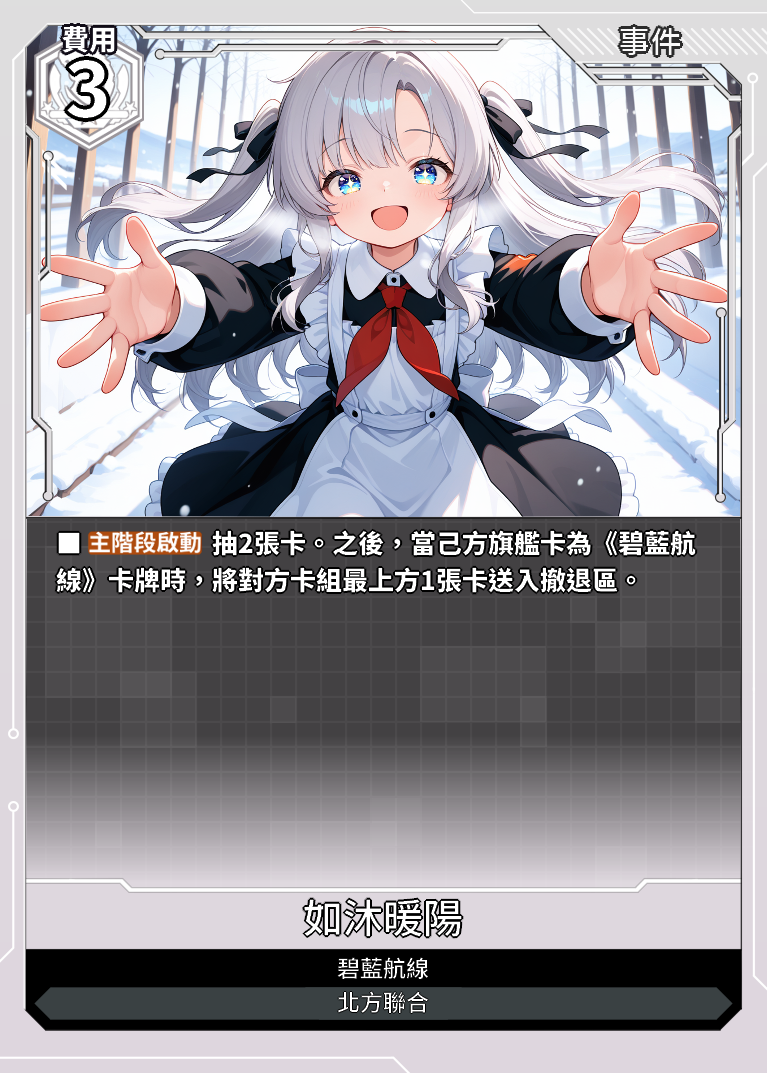 費用
3
事件
■ 主階段啟動 抽2張卡。之後，當己方旗艦卡為《碧藍航
線》卡牌時，將對方卡組最上方1張卡送入撤退區。
如沐暖陽
碧藍航線
北方聯合